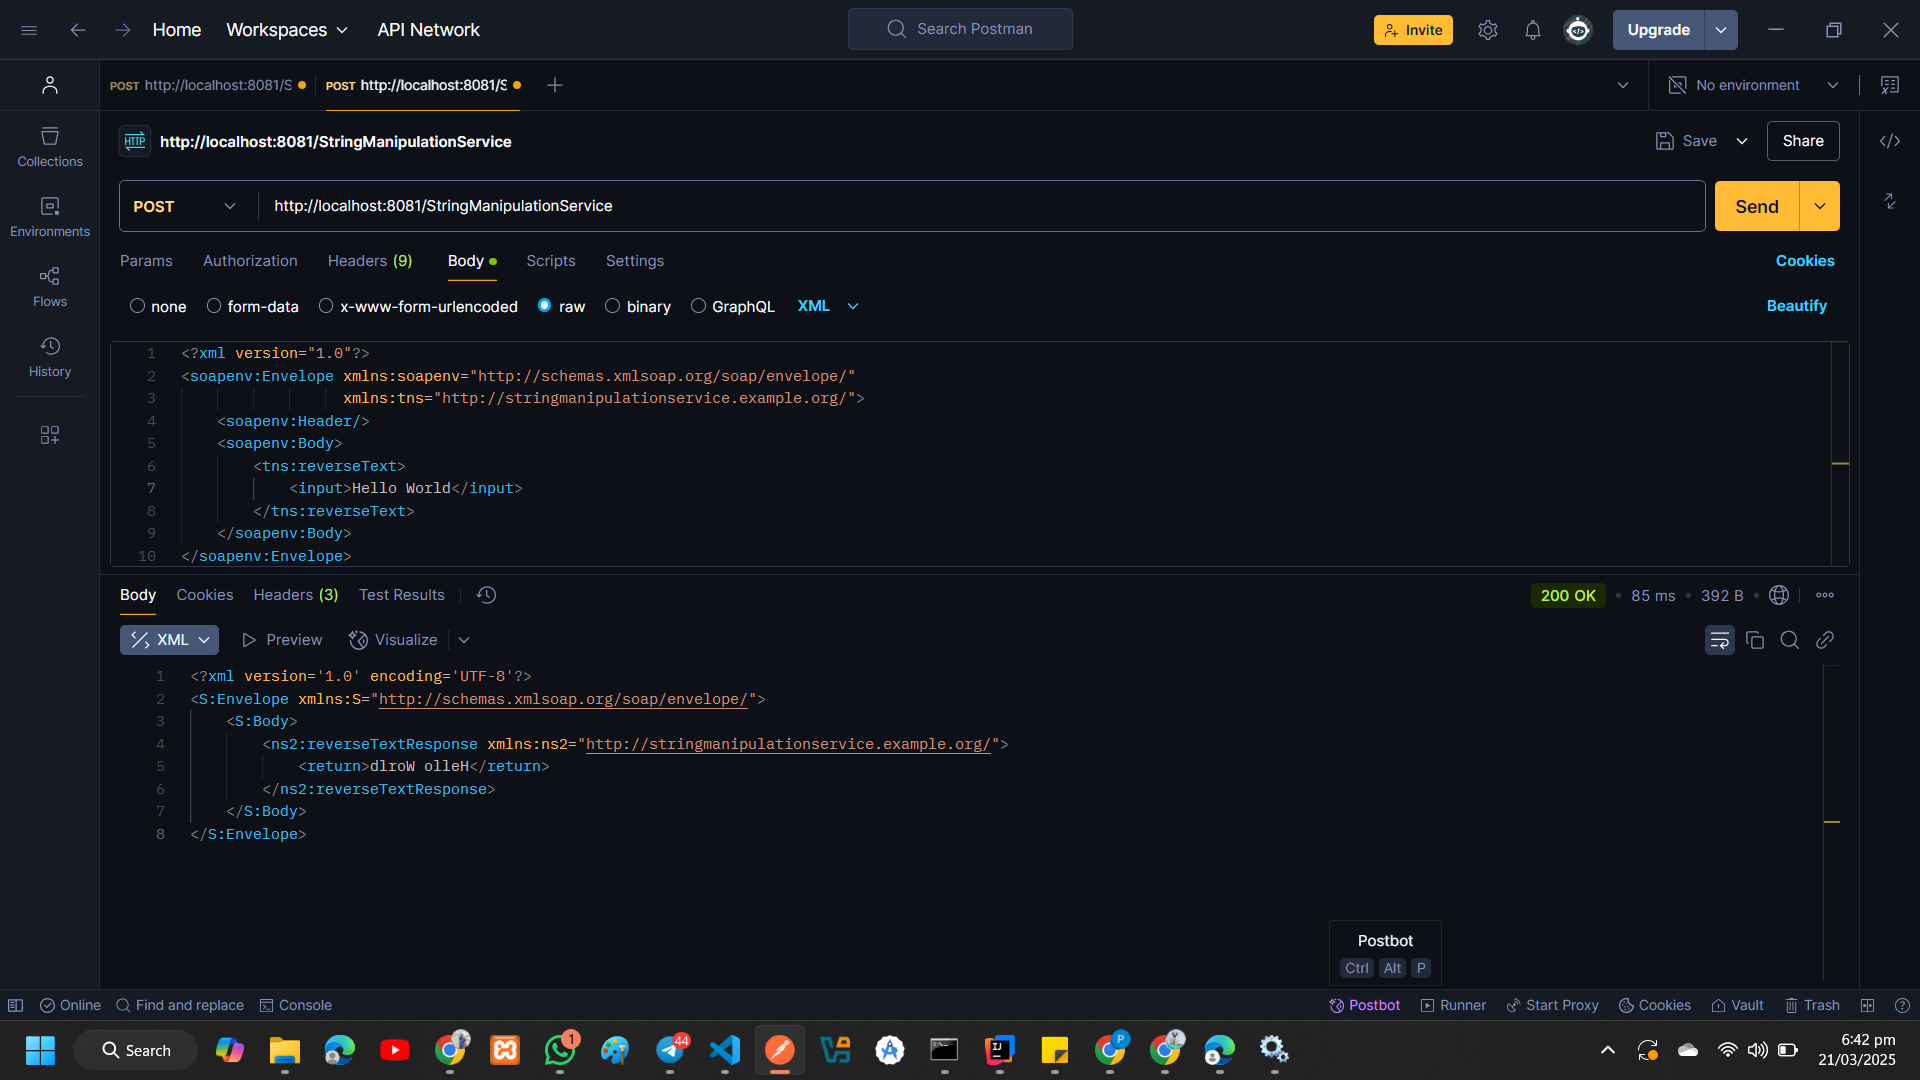 Home Workspaces API Network Search Postman Invite Upgrade
POST http://localhost:8081/S POST http://localhost:8081/S No environment
HTTP http://localhost:8081/StringManipulationService Save Share
POST http://localhost:8081/StringManipulationService Send
Params Authorization Headers (9) Body Scripts Settings Cookies
none form-data x-www-form-urlencoded raw binary GraphQL XML Beautify
Collections
Environments
Flows
History
1 <?xml version="1.0"?>
2 <soapenv:Envelope xmlns:soapenv="http://schemas.xmlsoap.org/soap/envelope/"
3 xmlns:tns="http://stringmanipulationservice.example.org/">
4 <soapenv:Header/>
5 <soapenv:Body>
6 <tns:reverseText>
7 <input>Hello World</input>
8 </tns:reverseText>
9 </soapenv:Body>
10 </soapenv:Envelope>
Body Cookies Headers (3) Test Results 200 OK 85 ms 392 B
XML Preview Visualize
1 <?xml version='1.0' encoding='UTF-8'?>
2 <S:Envelope xmlns:S="http://schemas.xmlsoap.org/soap/envelope/">
3 <S:Body>
4 <ns2:reverseTextResponse xmlns:ns2="http://stringmanipulationservice.example.org/">
5 <return>dlroW olleH</return>
6 </ns2:reverseTextResponse>
7 </S:Body>
8 </S:Envelope>
Postbot
Ctrl Alt P
Online Find and replace Console Postbot Runner Start Proxy Cookies Vault Trash
Search 1 44 P 6:42 pm
21/03/2025